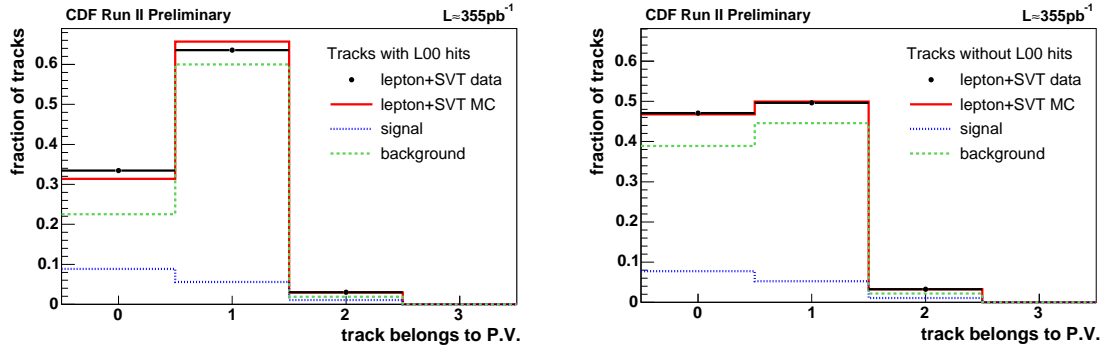 CDF Run II Preliminary
L≈355pb⁻¹
fraction of tracks
0.6
0.5
0.4
0.3
0.2
0.1
0
Tracks with L00 hits
lepton+SVT data
lepton+SVT MC
signal
background
0 1 2 3
track belongs to P.V.
CDF Run II Preliminary
L≈355pb⁻¹
fraction of tracks
0.6
0.5
0.4
0.3
0.2
0.1
0
Tracks without L00 hits
lepton+SVT data
lepton+SVT MC
signal
background
0 1 2 3
track belongs to P.V.